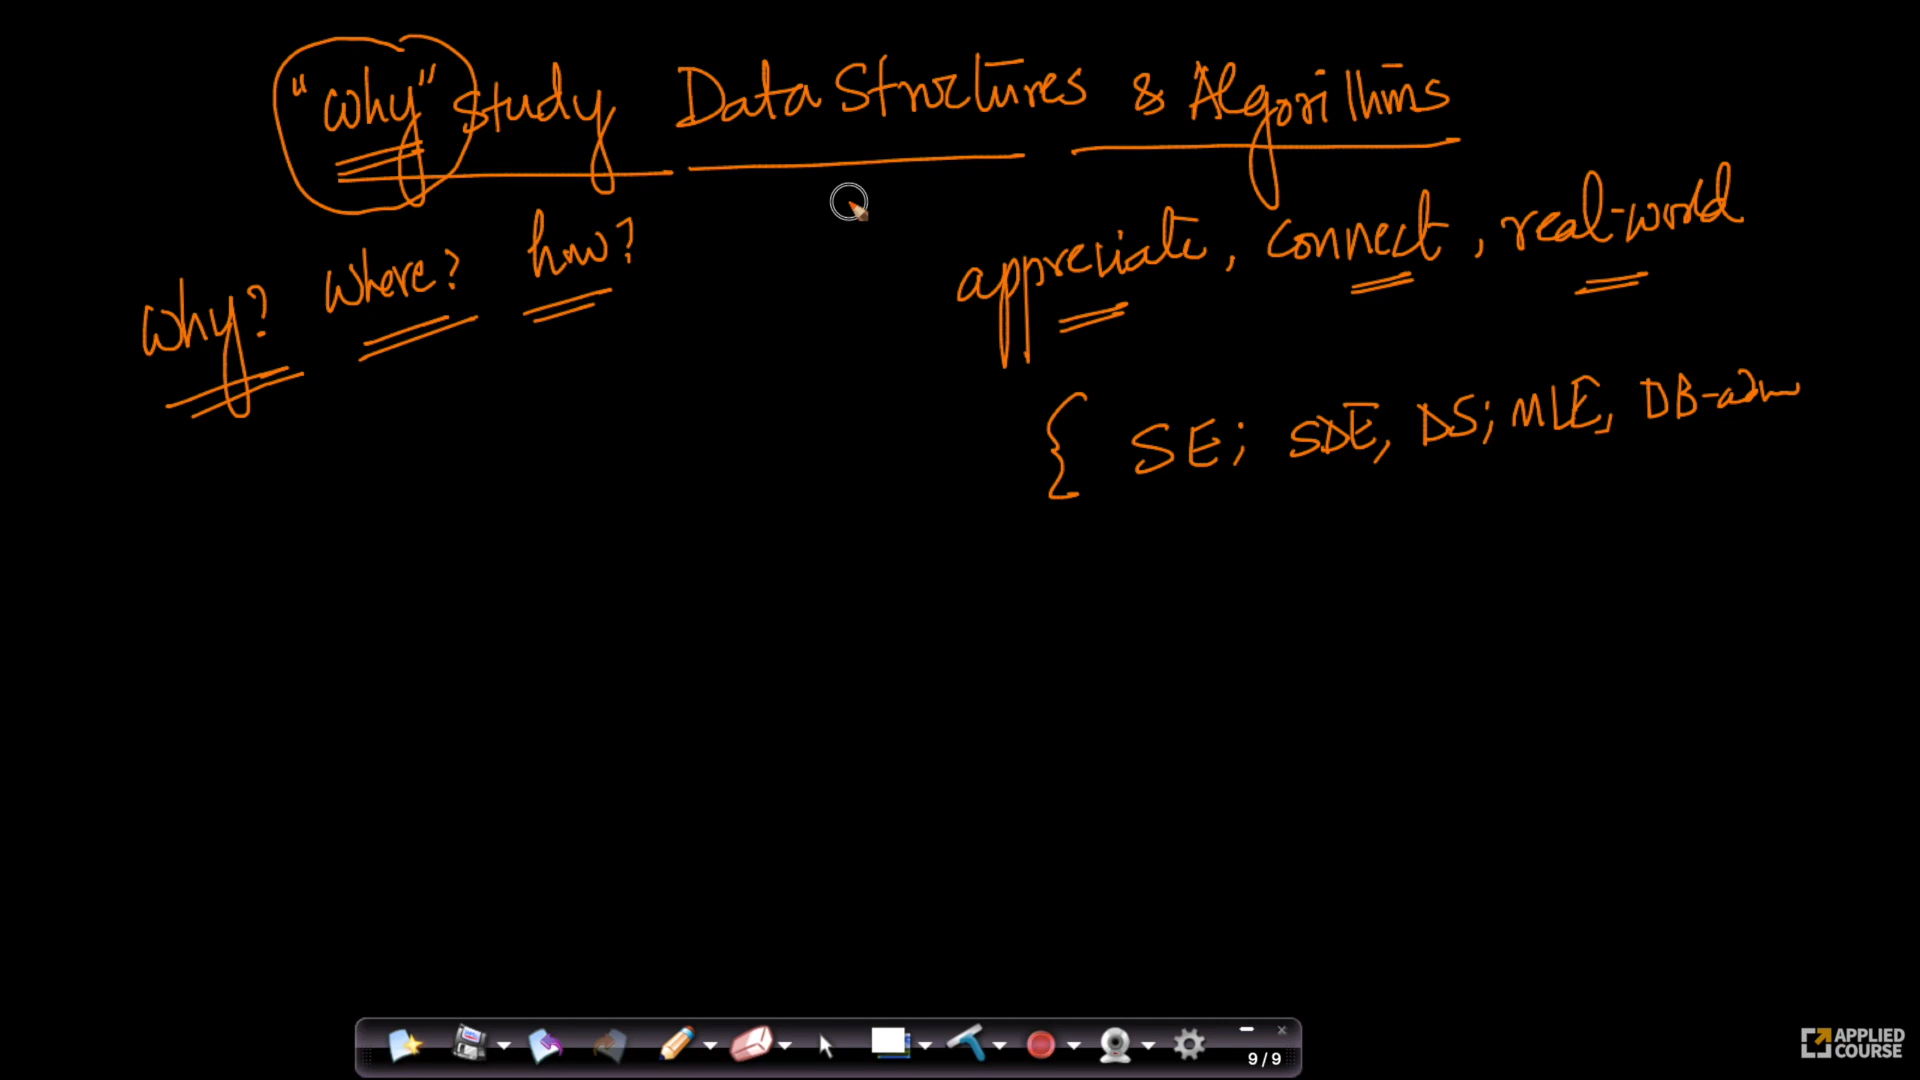 "Why" study Data Structures & Algorithms
why? where? how?
appreciate, connect, real-world
{ SE; SDE, DS; MLE, DB-adm
9/9
APPLIED
COURSE